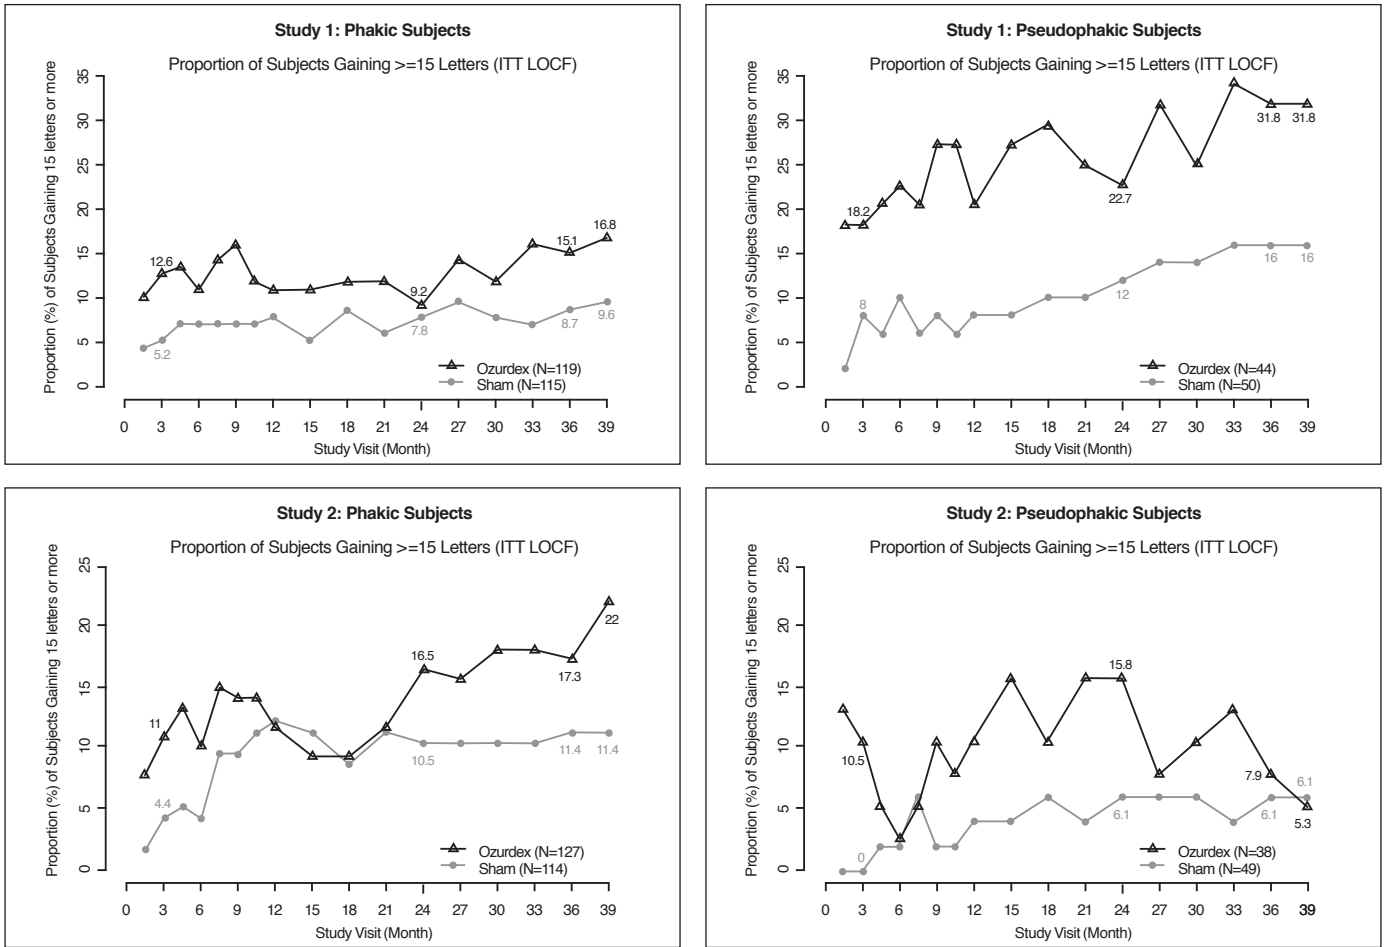 Study 1: Phakic Subjects
Proportion of Subjects Gaining >=15 Letters (ITT LOCF)
Proportion (%) of Subjects Gaining 15 letters or more
35
30
25
20
15
10
5
0
12.6
9.2
15.1
16.8
5.2
7.8
8.7
9.6
Ozurdex (N=119)
Sham (N=115)
0 3 6 9 12 15 18 21 24 27 30 33 36 39
Study Visit (Month)
Study 1: Pseudophakic Subjects
Proportion of Subjects Gaining >=15 Letters (ITT LOCF)
Proportion (%) of Subjects Gaining 15 letters or more
35
30
25
20
15
10
5
0
18.2
22.7
31.8 31.8
8
12
16 16
Ozurdex (N=44)
Sham (N=50)
0 3 6 9 12 15 18 21 24 27 30 33 36 39
Study Visit (Month)
Study 2: Phakic Subjects
Proportion of Subjects Gaining >=15 Letters (ITT LOCF)
Proportion (%) of Subjects Gaining 15 letters or more
25
20
15
10
5
0
11
16.5
17.3
22
4.4
10.5
11.4 11.4
Ozurdex (N=127)
Sham (N=114)
0 3 6 9 12 15 18 21 24 27 30 33 36 39
Study Visit (Month)
Study 2: Pseudophakic Subjects
Proportion of Subjects Gaining >=15 Letters (ITT LOCF)
Proportion (%) of Subjects Gaining 15 letters or more
25
20
15
10
5
0
10.5
15.8
7.9
5.3
0
6.1
6.1
6.1
Ozurdex (N=38)
Sham (N=49)
0 3 6 9 12 15 18 21 24 27 30 33 36 39
Study Visit (Month)